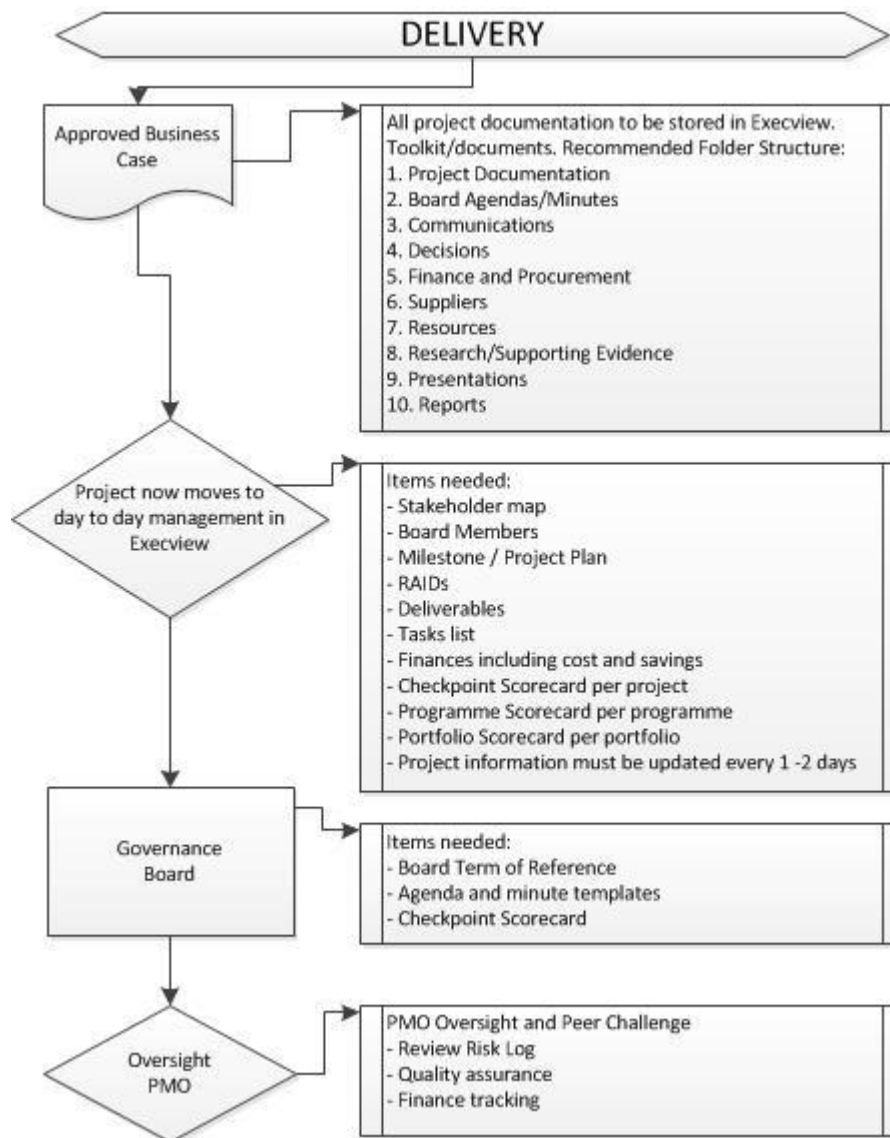 DELIVERY
Approved Business
Case
All project documentation to be stored in Execview.
Toolkit/documents. Recommended Folder Structure:
1. Project Documentation
2. Board Agendas/Minutes
3. Communications
4. Decisions
5. Finance and Procurement
6. Suppliers
7. Resources
8. Research/Supporting Evidence
9. Presentations
10. Reports
Project now moves to
day to day management in
Execview
Items needed:
- Stakeholder map
- Board Members
- Milestone / Project Plan
- RAIDs
- Deliverables
- Tasks list
- Finances including cost and savings
- Checkpoint Scorecard per project
- Programme Scorecard per programme
- Portfolio Scorecard per portfolio
- Project information must be updated every 1 -2 days
Governance
Board
Items needed:
- Board Term of Reference
- Agenda and minute templates
- Checkpoint Scorecard
Oversight
PMO
PMO Oversight and Peer Challenge
- Review Risk Log
- Quality assurance
- Finance tracking